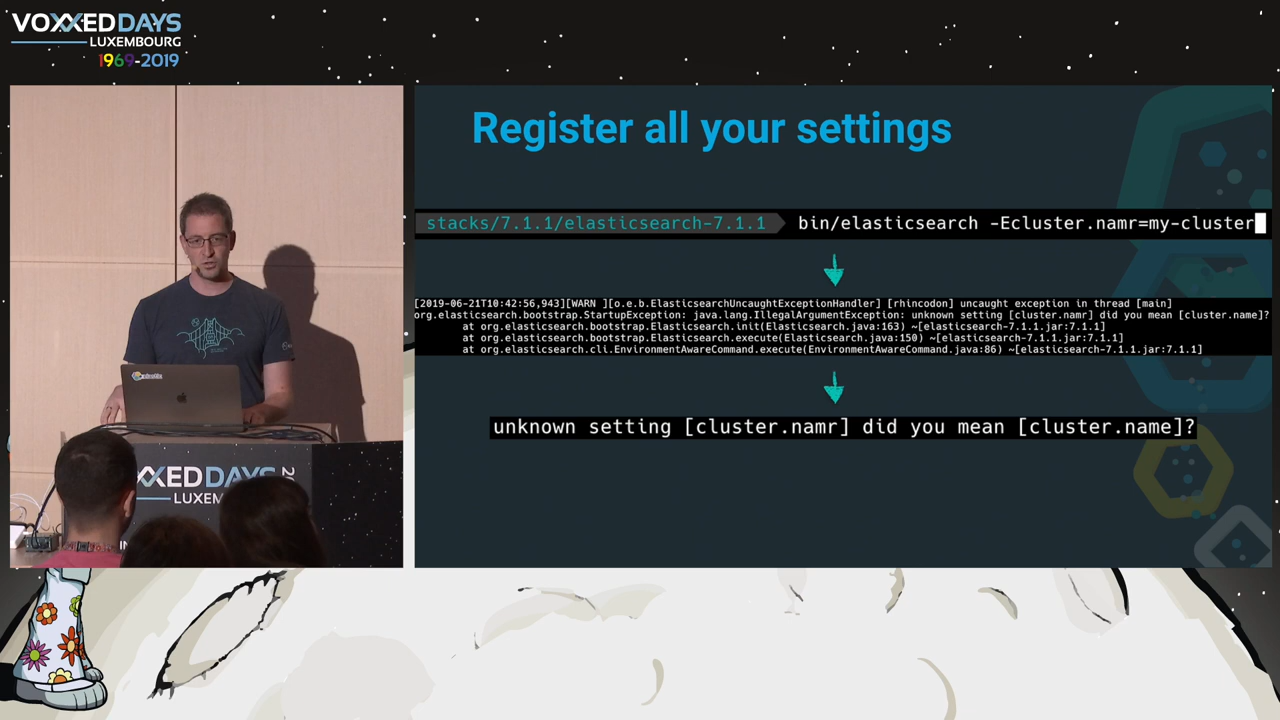 VOXXEDDAYS
LUXEMBOURG
1969-2019
Register all your settings
stacks/7.1.1/elasticsearch-7.1.1 bin/elasticsearch -Ecluster.namr=my-cluster
[2019-06-21T10:42:56,943][WARN ][o.e.b.ElasticsearchUncaughtExceptionHandler] [rhincodon] uncaught exception in thread [main]
org.elasticsearch.bootstrap.StartupException: java.lang.IllegalArgumentException: unknown setting [cluster.namr] did you mean [cluster.name]?
at org.elasticsearch.bootstrap.Elasticsearch.init(Elasticsearch.java:163) ~[elasticsearch-7.1.1.jar:7.1.1]
at org.elasticsearch.bootstrap.Elasticsearch.execute(Elasticsearch.java:150) ~[elasticsearch-7.1.1.jar:7.1.1]
at org.elasticsearch.cli.EnvironmentAwareCommand.execute(EnvironmentAwareCommand.java:86) ~[elasticsearch-7.1.1.jar:7.1.1]
unknown setting [cluster.namr] did you mean [cluster.name]?
XXED DAYS
LUXEM